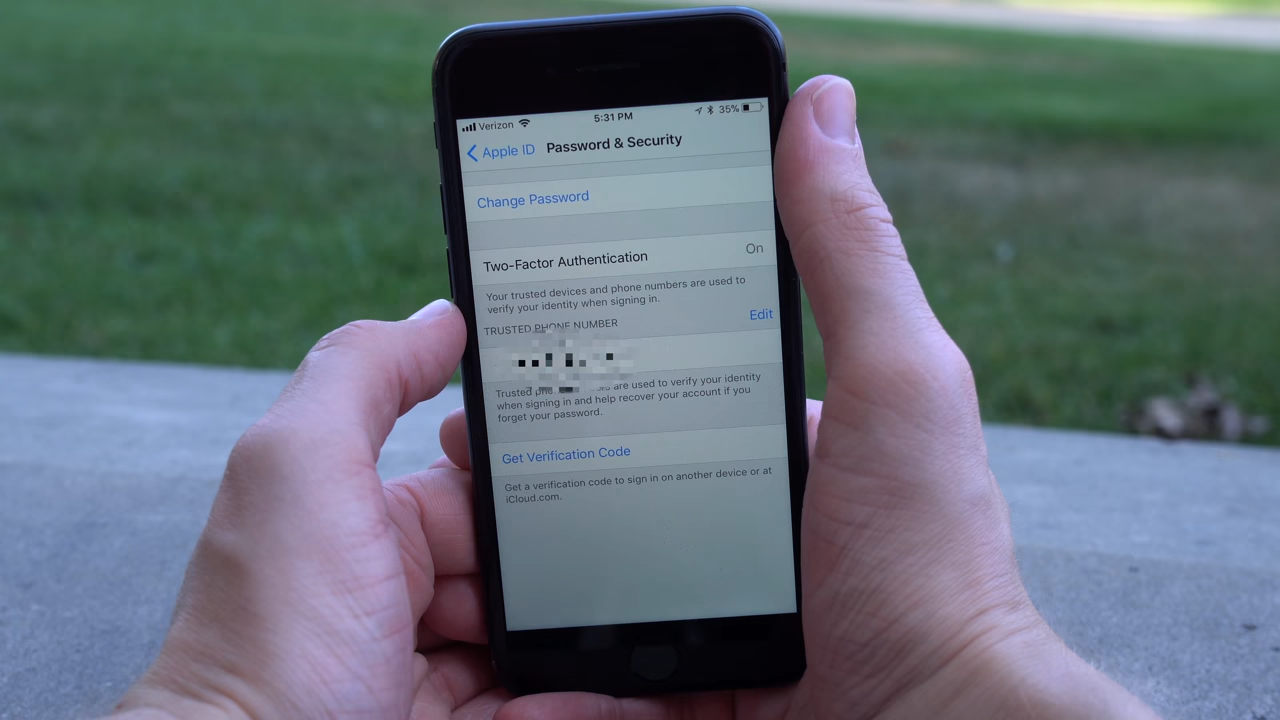 Verizon 5:31 PM 35%
Apple ID Password & Security
Change Password
Two-Factor Authentication On
Your trusted devices and phone numbers are used to
verify your identity when signing in.
TRUSTED PHONE NUMBER Edit
Trusted are used to verify your identity
when signing in and help recover your account if you
forget your password.
Get Verification Code
Get a verification code to sign in on another device or at
iCloud.com.